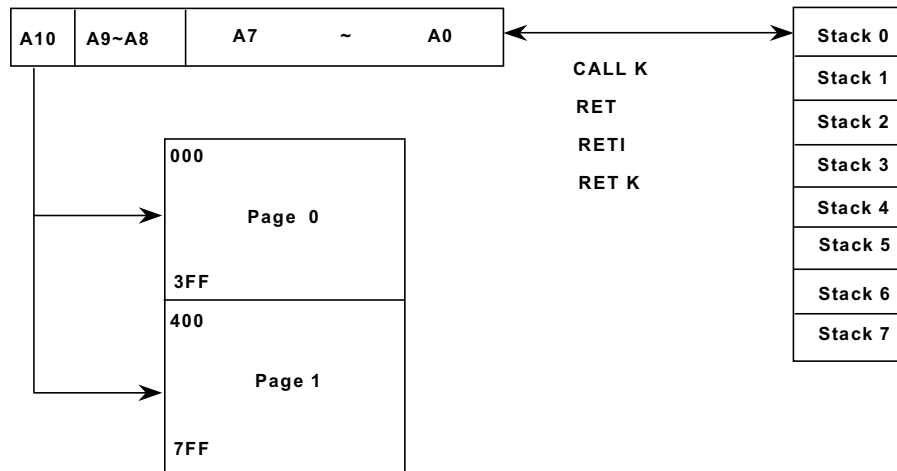 A10 A9~A8 A7 ~ A0
CALL K
RET
RETI
RET K
Stack 0
Stack 1
Stack 2
Stack 3
Stack 4
Stack 5
Stack 6
Stack 7
000
Page 0
3FF
400
Page 1
7FF